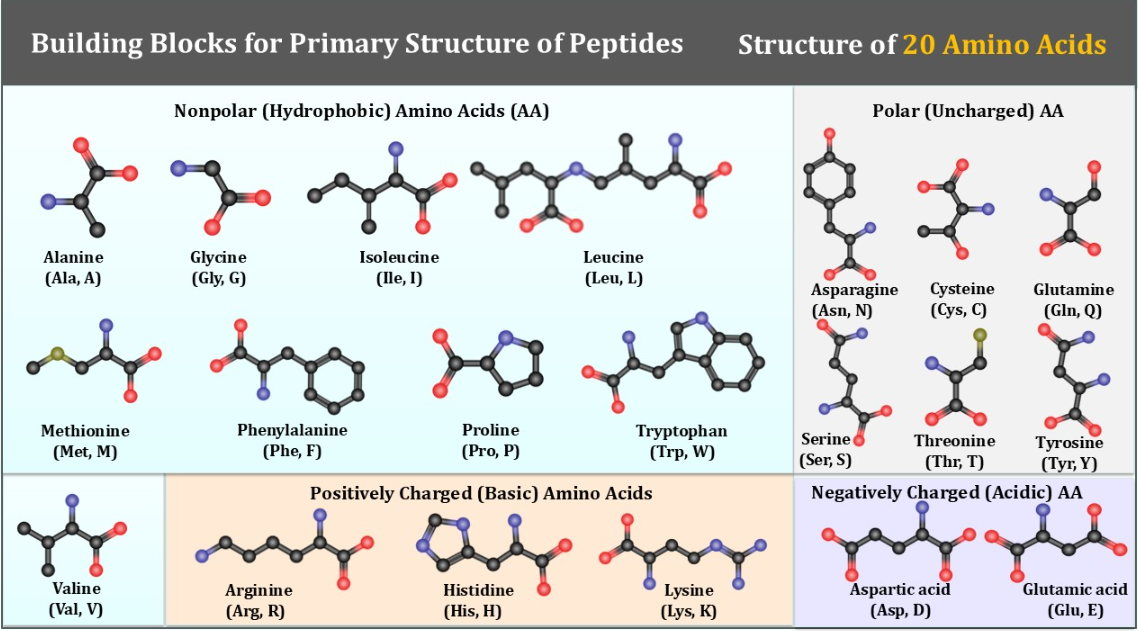 Building Blocks for Primary Structure of Peptides
Structure of 20 Amino Acids
Nonpolar (Hydrophobic) Amino Acids (AA)
Alanine
(Ala, A)
Glycine
(Gly, G)
Isoleucine
(Ile, I)
Leucine
(Leu, L)
Methionine
(Met, M)
Phenylalanine
(Phe, F)
Proline
(Pro, P)
Tryptophan
(Trp, W)
Valine
(Val, V)
Polar (Uncharged) AA
Asparagine
(Asn, N)
Cysteine
(Cys, C)
Glutamine
(Gln, Q)
Serine
(Ser, S)
Threonine
(Thr, T)
Tyrosine
(Tyr, Y)
Positively Charged (Basic) Amino Acids
Arginine
(Arg, R)
Histidine
(His, H)
Lysine
(Lys, K)
Negatively Charged (Acidic) AA
Aspartic acid
(Asp, D)
Glutamic acid
(Glu, E)